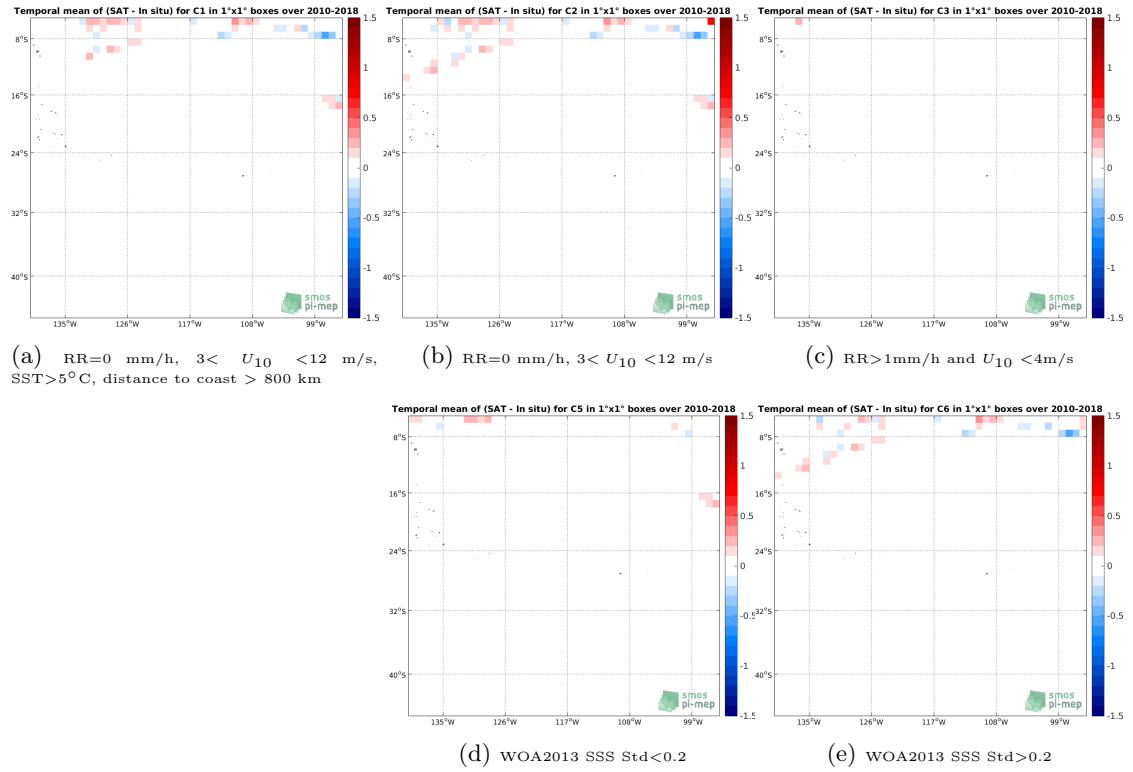 Temporal mean of (SAT - In situ) for C1 in 1°x1° boxes over 2010-2018
8°S
16°S
24°S
32°S
40°S
135°W 126°W 117°W 108°W 99°W
1.5
1
0.5
0
-0.5
-1
-1.5
smos
pi-mep
(a) RR=0 mm/h, 3< U10 <12 m/s,
SST>5°C, distance to coast > 800 km
Temporal mean of (SAT - In situ) for C2 in 1°x1° boxes over 2010-2018
8°S
16°S
24°S
32°S
40°S
135°W 126°W 117°W 108°W 99°W
1.5
1
0.5
0
-0.5
-1
-1.5
smos
pi-mep
(b) RR=0 mm/h, 3< U10 <12 m/s
Temporal mean of (SAT - In situ) for C3 in 1°x1° boxes over 2010-2018
8°S
16°S
24°S
32°S
40°S
135°W 126°W 117°W 108°W 99°W
1.5
1
0.5
0
-0.5
-1
-1.5
smos
pi-mep
(c) RR>1mm/h and U10 <4m/s
Temporal mean of (SAT - In situ) for C5 in 1°x1° boxes over 2010-2018
8°S
16°S
24°S
32°S
40°S
135°W 126°W 117°W 108°W 99°W
1.5
1
0.5
0
-0.5
-1
-1.5
smos
pi-mep
(d) WOA2013 SSS Std<0.2
Temporal mean of (SAT - In situ) for C6 in 1°x1° boxes over 2010-2018
8°S
16°S
24°S
32°S
40°S
135°W 126°W 117°W 108°W 99°W
1.5
1
0.5
0
-0.5
-1
-1.5
smos
pi-mep
(e) WOA2013 SSS Std>0.2